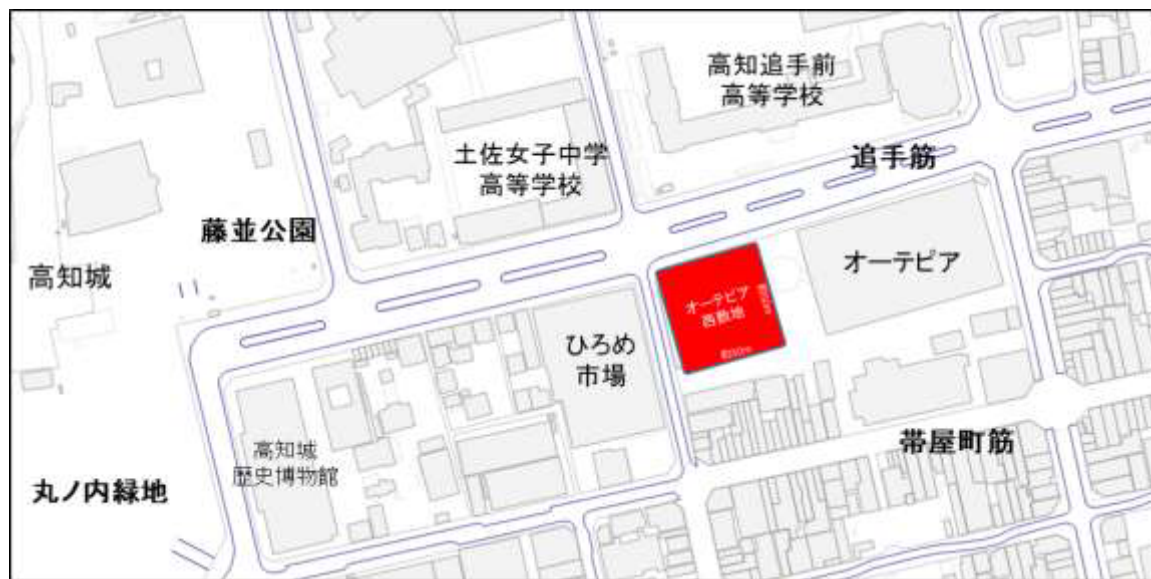 高知追手前
高等学校
土佐女子中学
高等学校
追手筋
藤並公園
高知城
オーテピア
オーテピア
西敷地
ひろめ
市場
高知城
歴史博物館
帯屋町筋
丸ノ内緑地